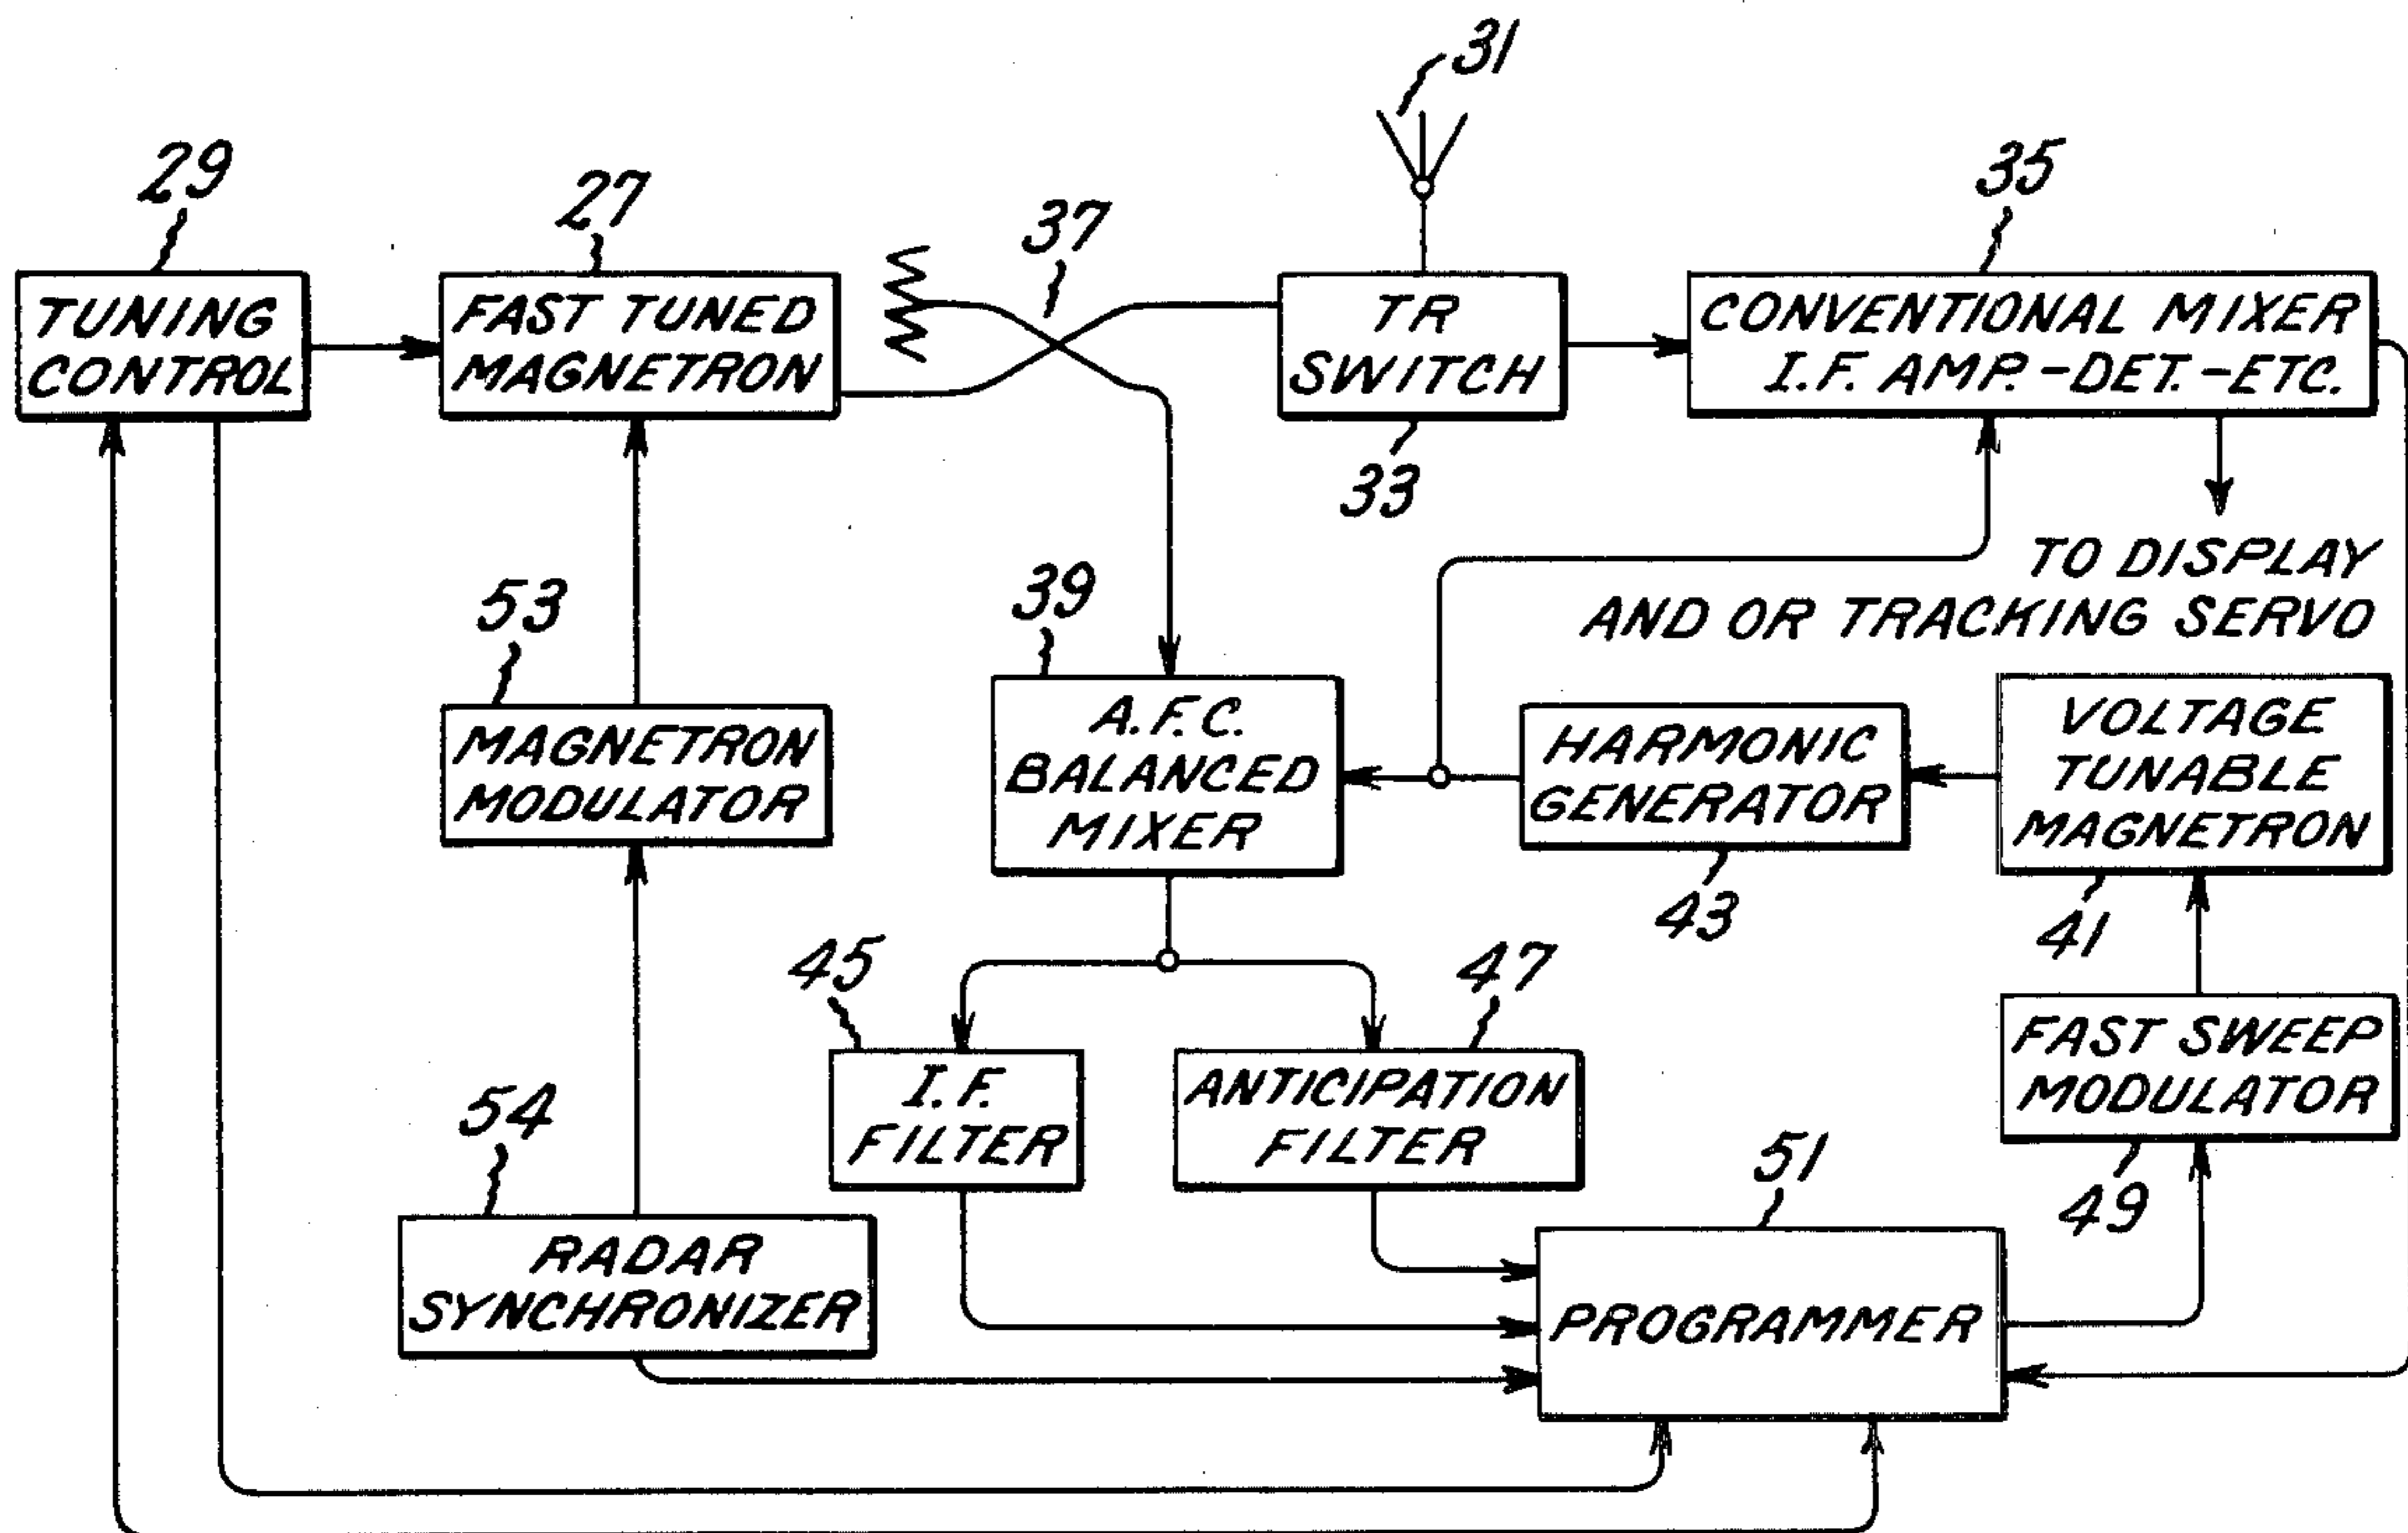 31
29
27
37
35
TUNING
CONTROL
FAST TUNED
MAGNETRON
TR
SWITCH
CONVENTIONAL MIXER
I.F. AMP.-DET.-ETC.
33
TO DISPLAY
AND OR TRACKING SERVO
53
39
MAGNETRON
MODULATOR
A.F.C.
BALANCED
MIXER
HARMONIC
GENERATOR
VOLTAGE
TUNABLE
MAGNETRON
43
41
45
47
I.F.
FILTER
ANTICIPATION
FILTER
FAST SWEEP
MODULATOR
54
51
49
RADAR
SYNCHRONIZER
PROGRAMMER